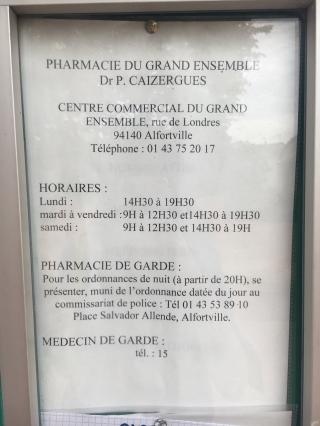 PHARMACIE DU GRAND ENSEMBLE
Dr P. CAIZERGUES
CENTRE COMMERCIAL DU GRAND
ENSEMBLE, rue de Londres
94140 Alfortville
Téléphone : 01 43 75 20 17
HORAIRES :
Lundi : 14H30 à 19H30
mardi à vendredi :9H à 12H30 et14H30 à 19H30
samedi : 9H à 12H30 et 14H30 à 19H
PHARMACIE DE GARDE :
Pour les ordonnances de nuit (à partir de 20H), se
présenter, muni de l'ordonnance datée du jour au
commissariat de police : Tél 01 43 53 89 10
Place Salvador Allende, Alfortville.
MEDECIN DE GARDE :
tél. : 15